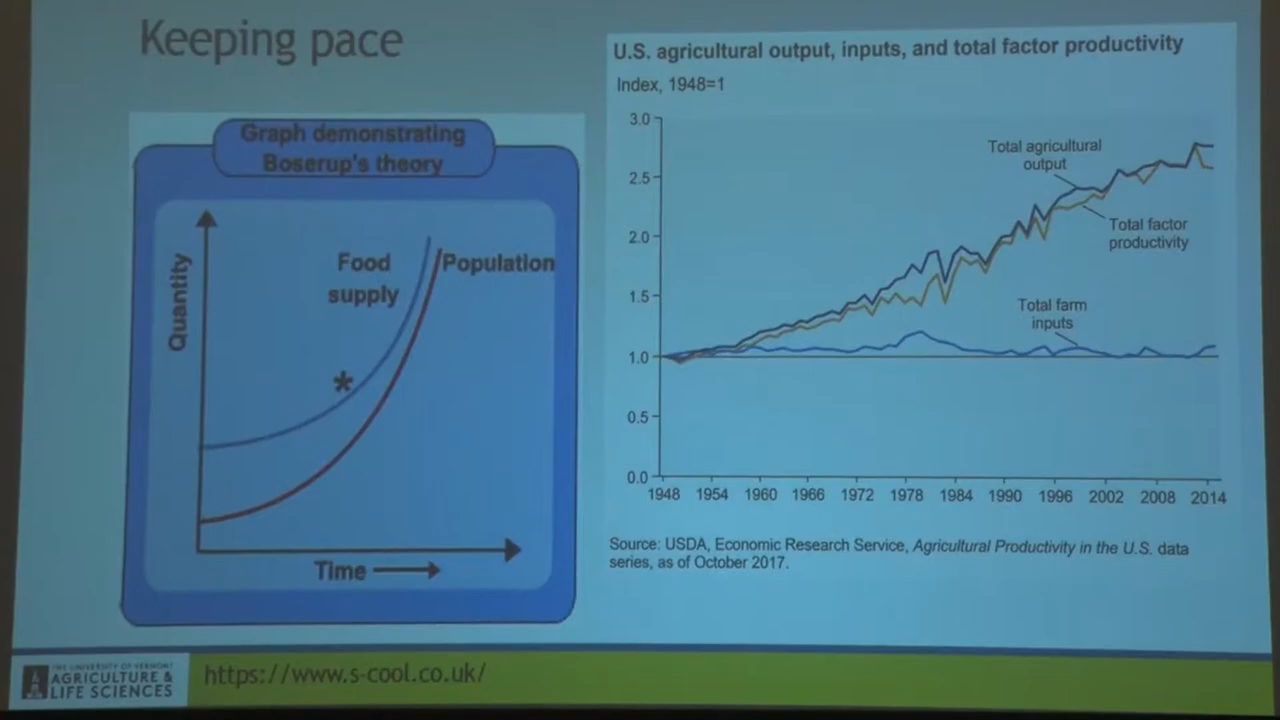 Keeping pace
Graph demonstrating
Boserup's theory
Quantity
Food
supply
Population
*
Time
U.S. agricultural output, inputs, and total factor productivity
Index, 1948=1
3.0
2.5
2.0
1.5
1.0
0.5
0.0
Total agricultural
output
Total factor
productivity
Total farm
inputs
1948 1954 1960 1966 1972 1978 1984 1990 1996 2002 2008 2014
Source: USDA, Economic Research Service, Agricultural Productivity in the U.S. data
series, as of October 2017.
THE UNIVERSITY OF VERMONT
AGRICULTURE &
LIFE SCIENCES
https://www.s-cool.co.uk/